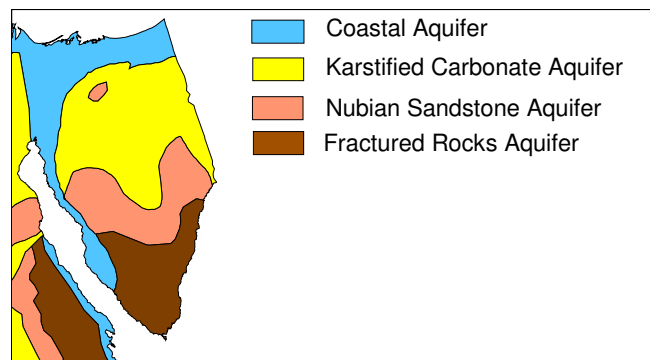 Coastal Aquifer
Karstified Carbonate Aquifer
Nubian Sandstone Aquifer
Fractured Rocks Aquifer